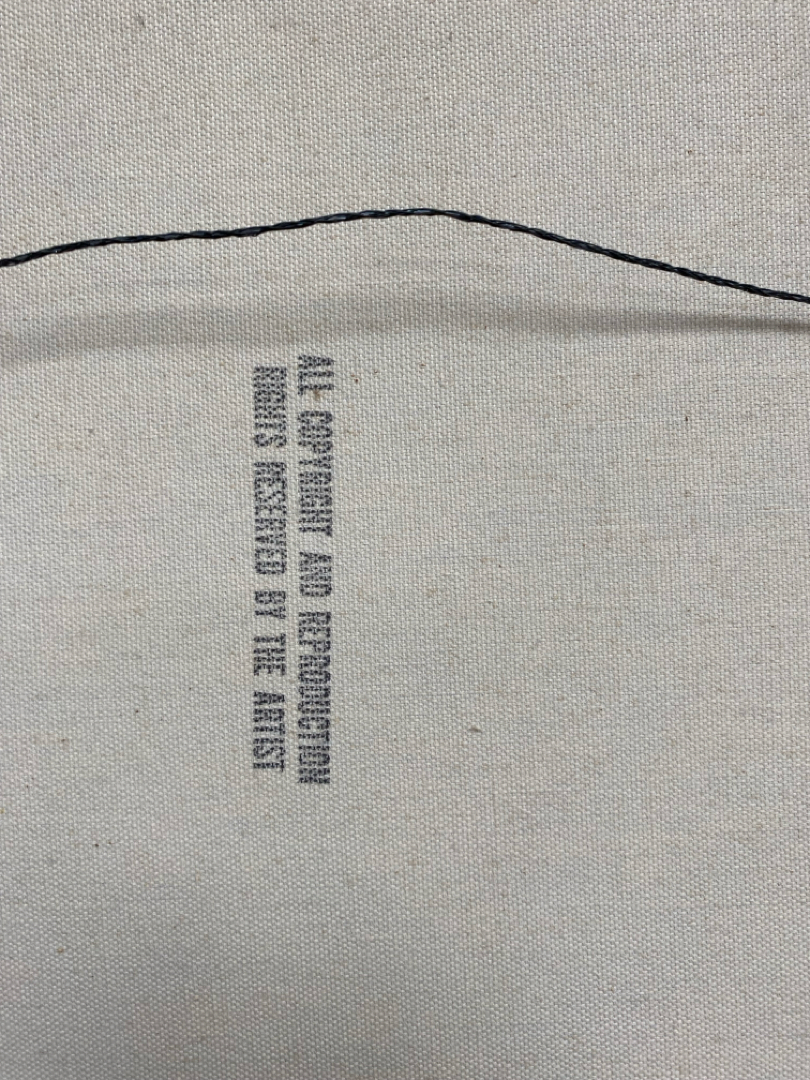 ALL COPYRIGHT AND REPRODUCTION
RIGHTS RESERVED BY THE ARTIST